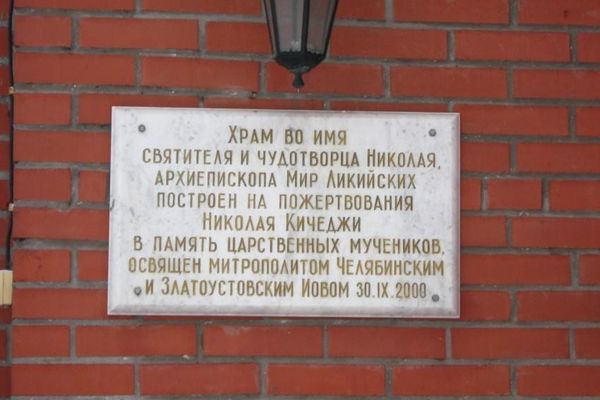 Храм во имя
святителя и чудотворца Николая,
архиепископа Мир Ликийских
построен на пожертвования
Николая Кичеджи
в память царственных мучеников,
освящен митрополитом Челябинским
и Златоустовским Иовом 30.IX.2000